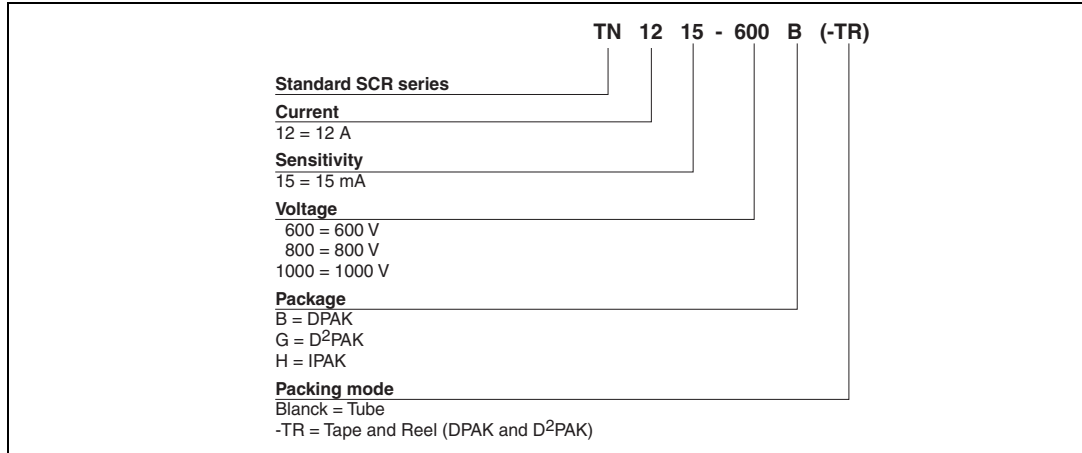 TN 12 15 - 600 B (-TR)
Standard SCR series
Current
12 = 12 A
Sensitivity
15 = 15 mA
Voltage
600 = 600 V
800 = 800 V
1000 = 1000 V
Package
B = DPAK
G = D²PAK
H = IPAK
Packing mode
Blanck = Tube
-TR = Tape and Reel (DPAK and D²PAK)